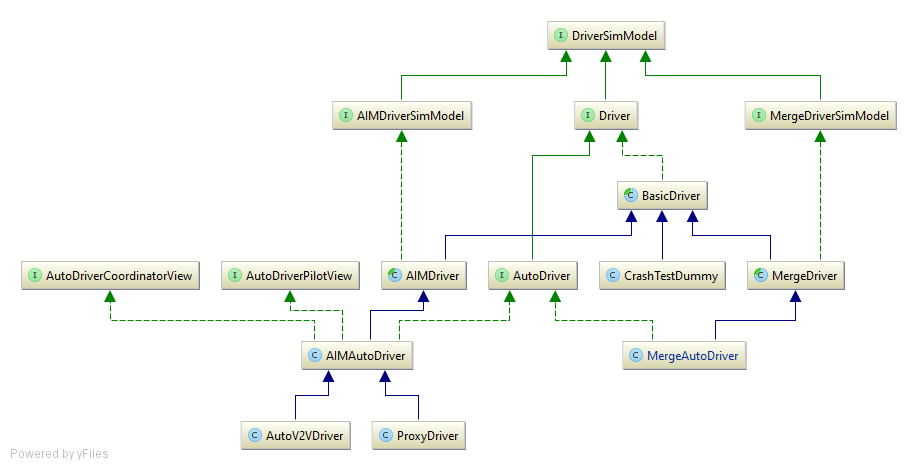 I DriverSimModel
I AIMDriverSimModel
I Driver
I MergeDriverSimModel
C BasicDriver
I AutoDriverCoordinatorView
I AutoDriverPilotView
C AIMDriver
I AutoDriver
C CrashTestDummy
C MergeDriver
C AIMAutoDriver
C MergeAutoDriver
C AutoV2VDriver
C ProxyDriver
Powered by yFiles